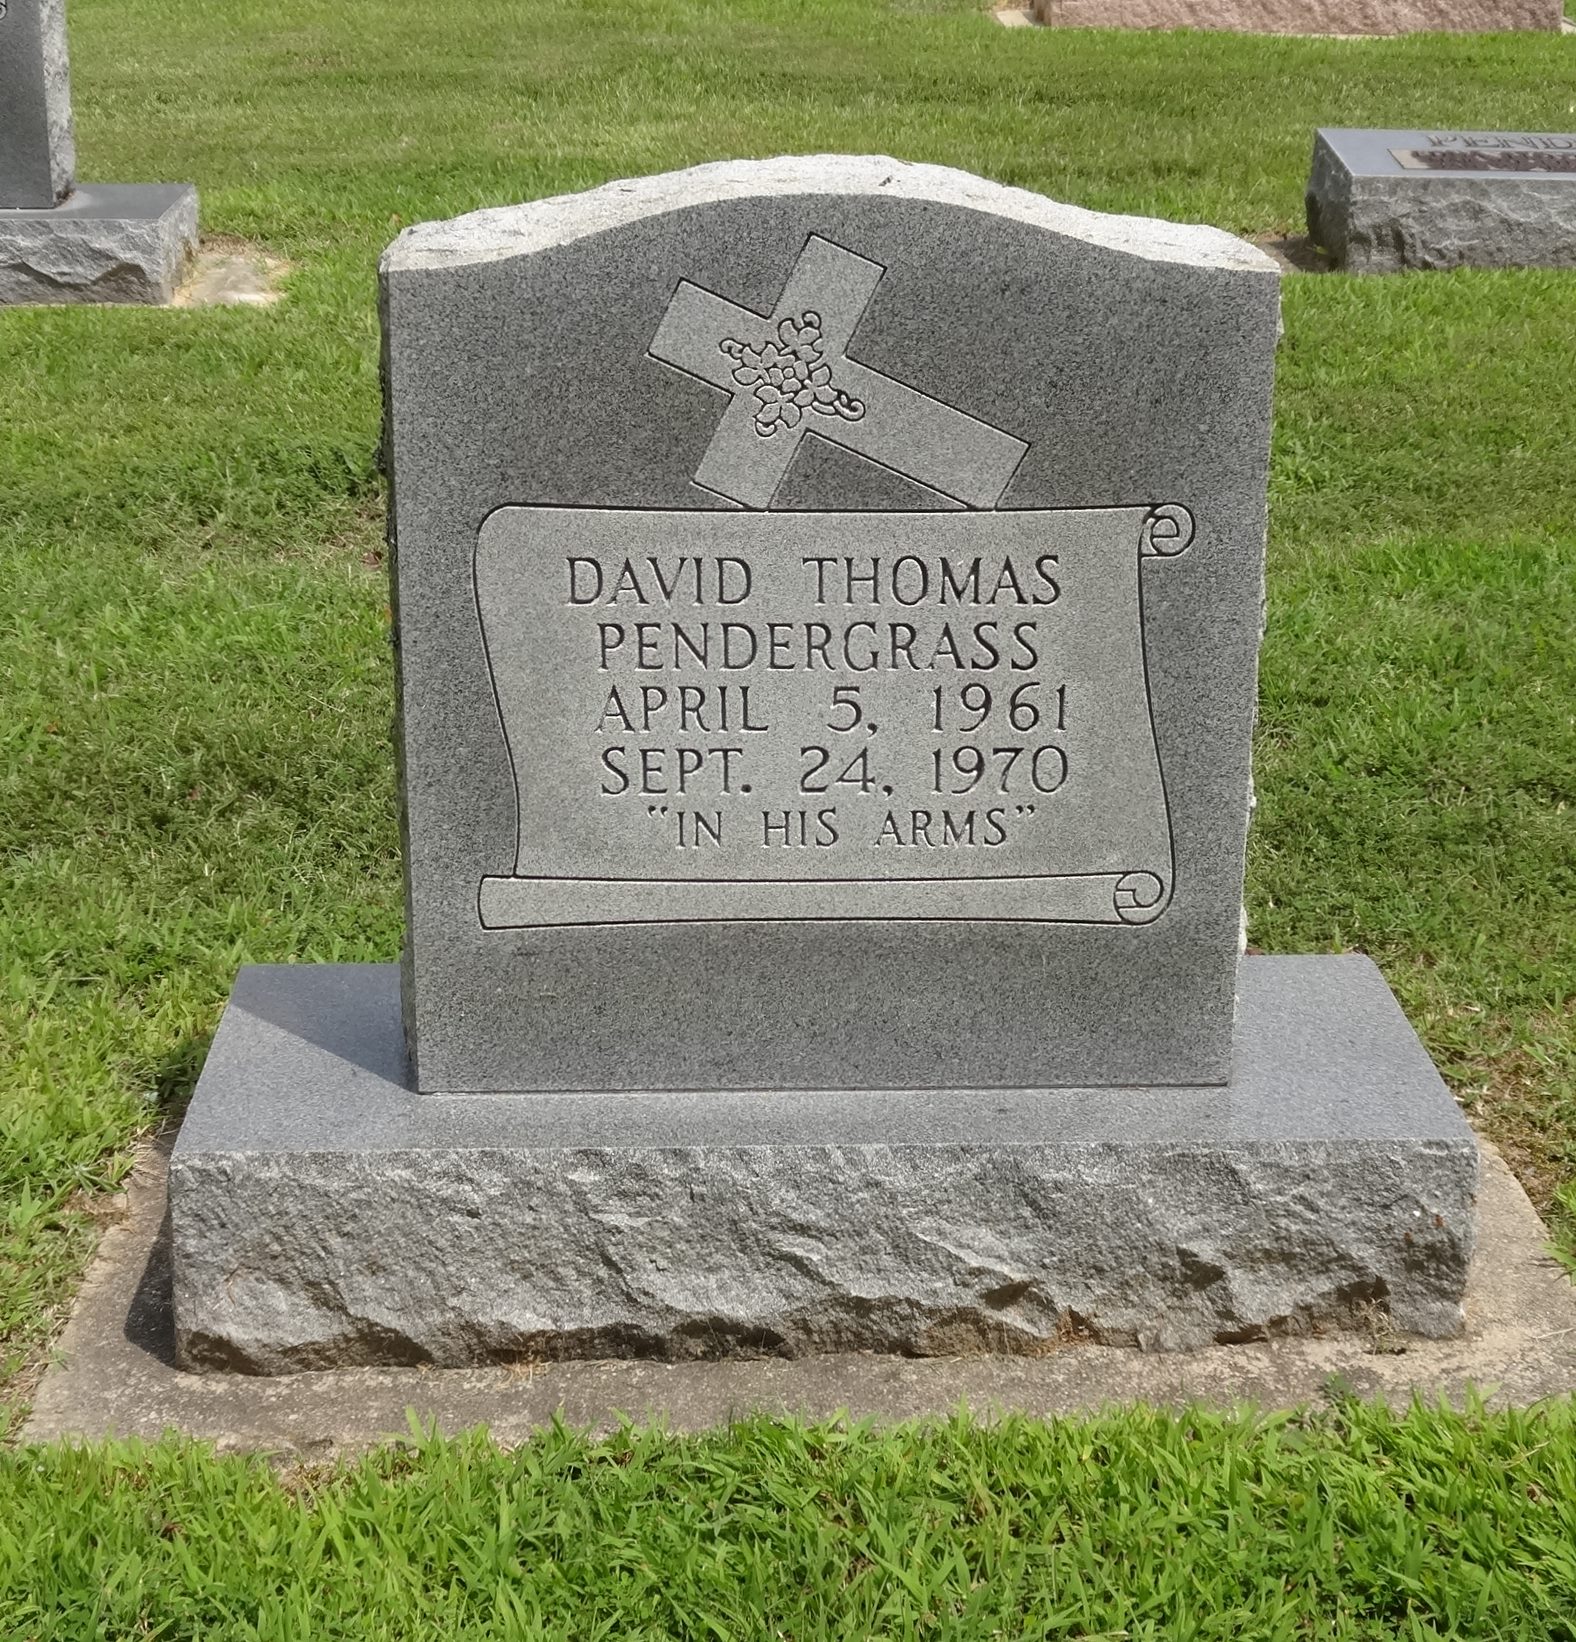 DAVID THOMAS
PENDERGRASS
APRIL 5, 1961
SEPT. 24, 1970
"IN HIS ARMS"